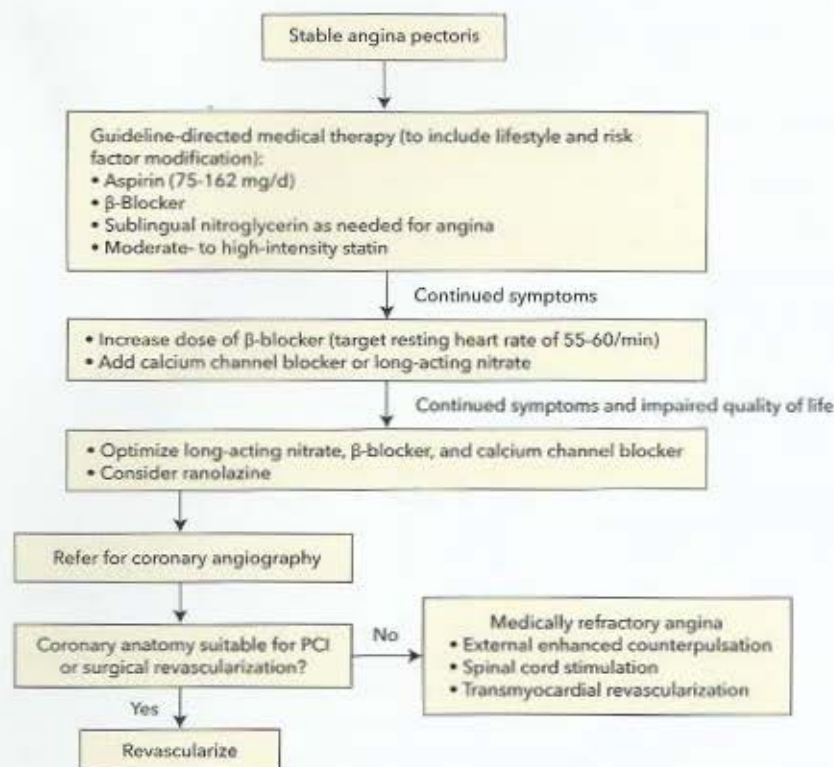 Stable angina pectoris
Guideline-directed medical therapy (to include lifestyle and risk
factor modification):
• Aspirin (75-162 mg/d)
• β-Blocker
• Sublingual nitroglycerin as needed for angina
• Moderate- to high-intensity statin
Continued symptoms
• Increase dose of β-blocker (target resting heart rate of 55-60/min)
• Add calcium channel blocker or long-acting nitrate
Continued symptoms and impaired quality of life
• Optimize long-acting nitrate, β-blocker, and calcium channel blocker
• Consider ranolazine
Refer for coronary angiography
Coronary anatomy suitable for PCI
or surgical revascularization?
No
Medically refractory angina
• External enhanced counterpulsation
• Spinal cord stimulation
• Transmyocardial revascularization
Yes
Revascularize